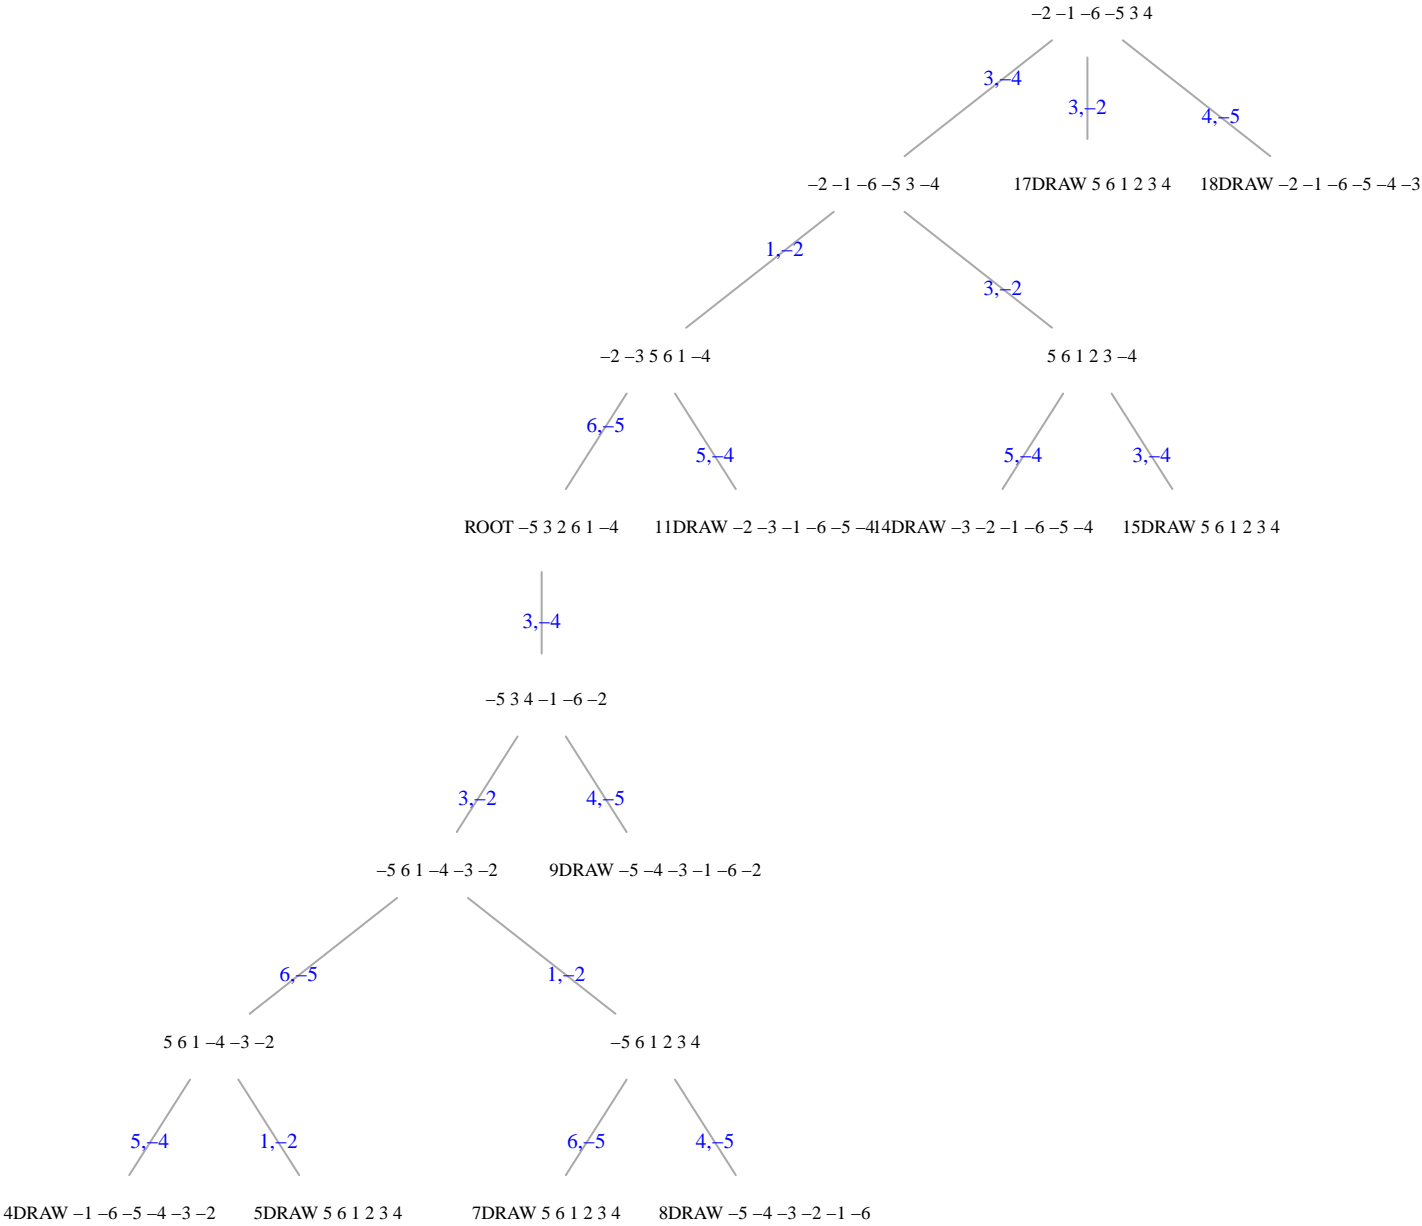 –2 –1 –6 –5 3 4
3,–4
3,–2
4,–5
–2 –1 –6 –5 3 –4
17DRAW 5 6 1 2 3 4
18DRAW –2 –1 –6 –5 –4 –3
1,–2
3,–2
–2 –3 5 6 1 –4
5 6 1 2 3 –4
6,–5
5,–4
5,–4
3,–4
ROOT –5 3 2 6 1 –4
11DRAW –2 –3 –1 –6 –5 –4
14DRAW –3 –2 –1 –6 –5 –4
15DRAW 5 6 1 2 3 4
3,–4
–5 3 4 –1 –6 –2
3,–2
4,–5
–5 6 1 –4 –3 –2
9DRAW –5 –4 –3 –1 –6 –2
6,–5
1,–2
5 6 1 –4 –3 –2
–5 6 1 2 3 4
5,–4
1,–2
6,–5
4,–5
4DRAW –1 –6 –5 –4 –3 –2
5DRAW 5 6 1 2 3 4
7DRAW 5 6 1 2 3 4
8DRAW –5 –4 –3 –2 –1 –6